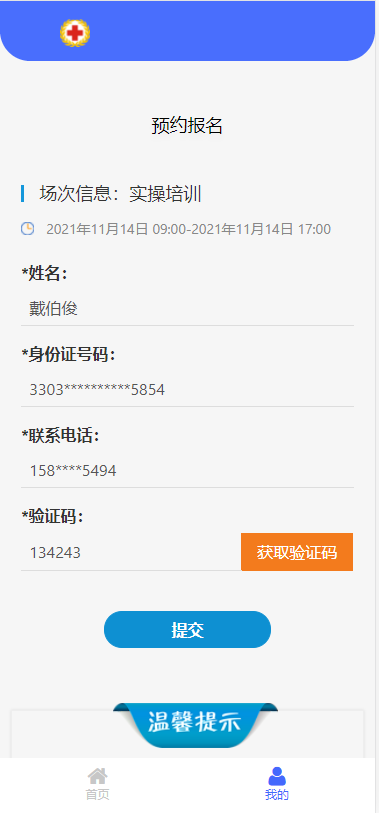 预约报名
场次信息：实操培训
2021年11月14日 09:00-2021年11月14日 17:00
*姓名：
戴伯俊
*身份证号码：
3303**********5854
*联系电话：
158****5494
*验证码：
134243
获取验证码
提交
温馨提示
首页
我的